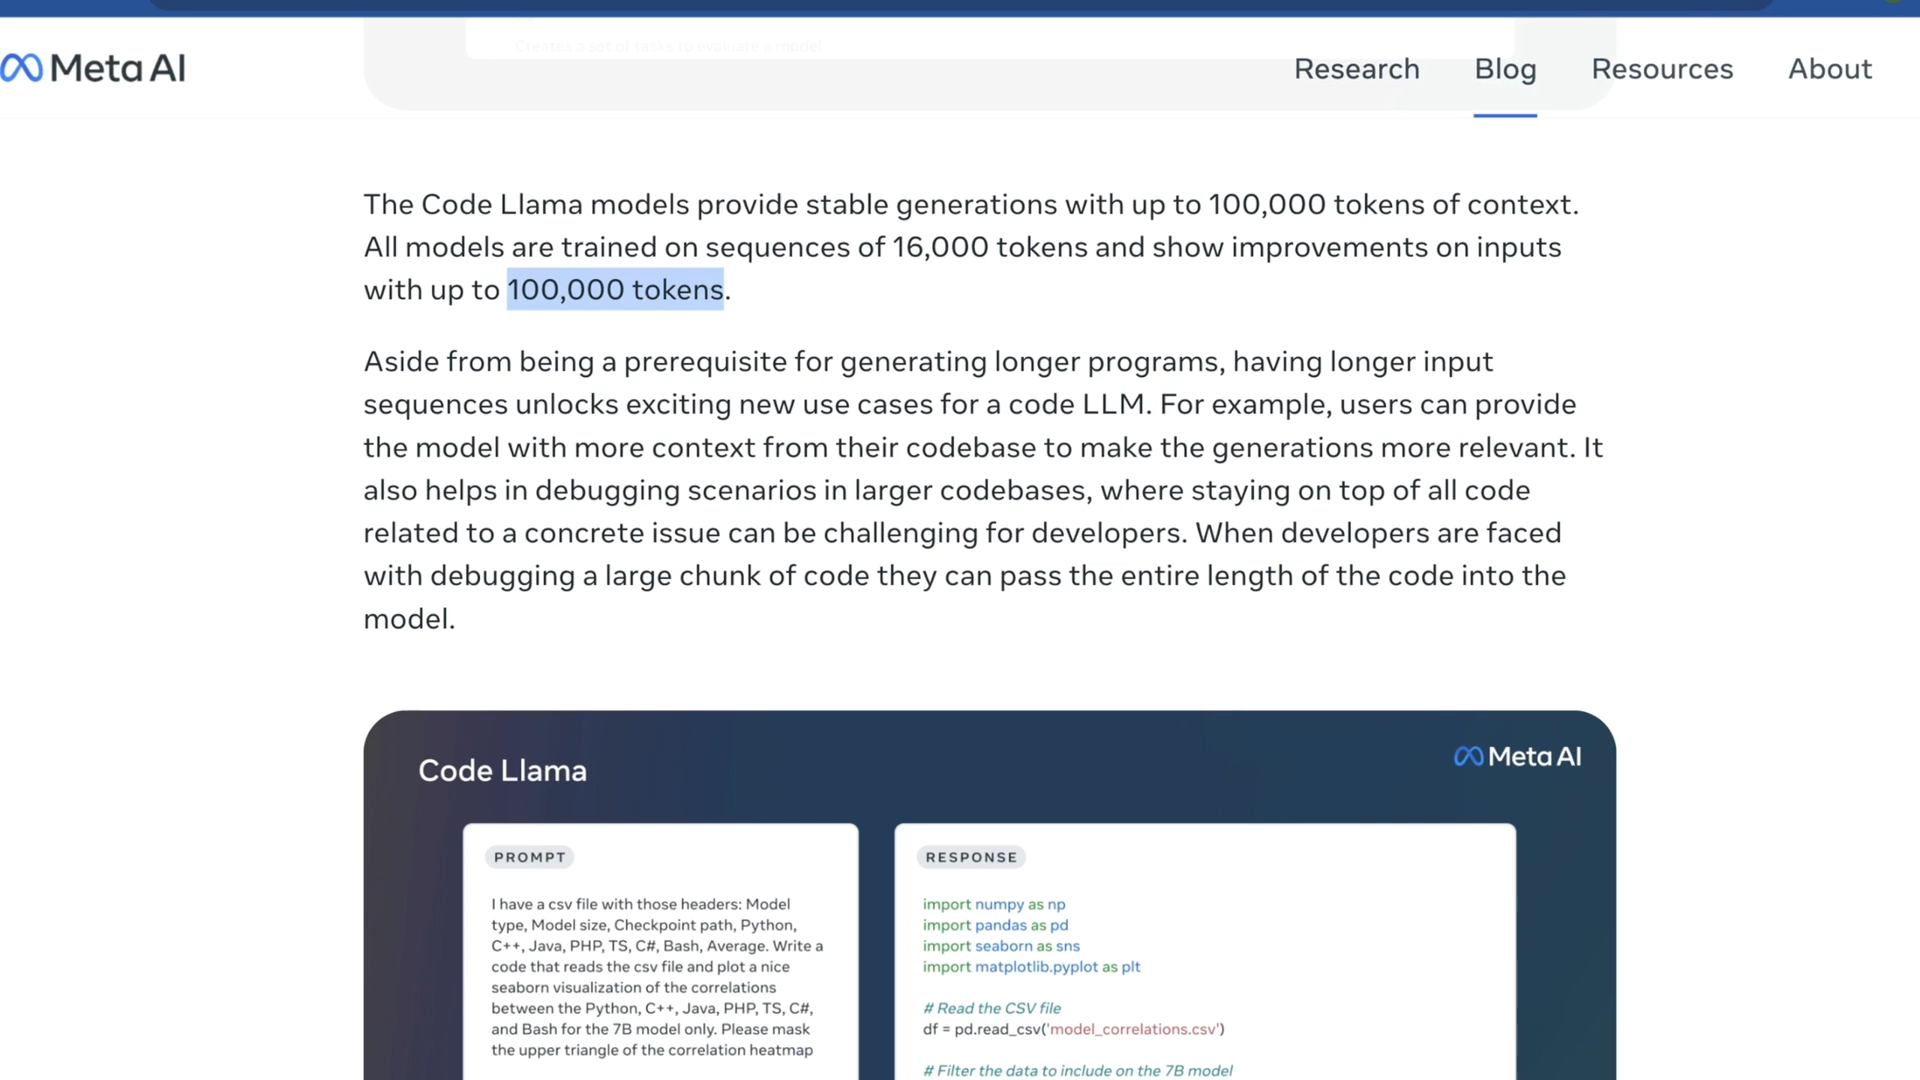 Creates a set of tasks to evaluate a model
Meta AI
Research
Blog
Resources
About
The Code Llama models provide stable generations with up to 100,000 tokens of context.
All models are trained on sequences of 16,000 tokens and show improvements on inputs
with up to 100,000 tokens.
Aside from being a prerequisite for generating longer programs, having longer input
sequences unlocks exciting new use cases for a code LLM. For example, users can provide
the model with more context from their codebase to make the generations more relevant. It
also helps in debugging scenarios in larger codebases, where staying on top of all code
related to a concrete issue can be challenging for developers. When developers are faced
with debugging a large chunk of code they can pass the entire length of the code into the
model.
Code Llama
Meta AI
PROMPT
I have a csv file with those headers: Model
type, Model size, Checkpoint path, Python,
C++, Java, PHP, TS, C#, Bash, Average. Write a
code that reads the csv file and plot a nice
seaborn visualization of the correlations
between the Python, C++, Java, PHP, TS, C#,
and Bash for the 7B model only. Please mask
the upper triangle of the correlation heatmap
RESPONSE
import numpy as np
import pandas as pd
import seaborn as sns
import matplotlib.pyplot as plt
# Read the CSV file
df = pd.read_csv('model_correlations.csv')
# Filter the data to include on the 7B model